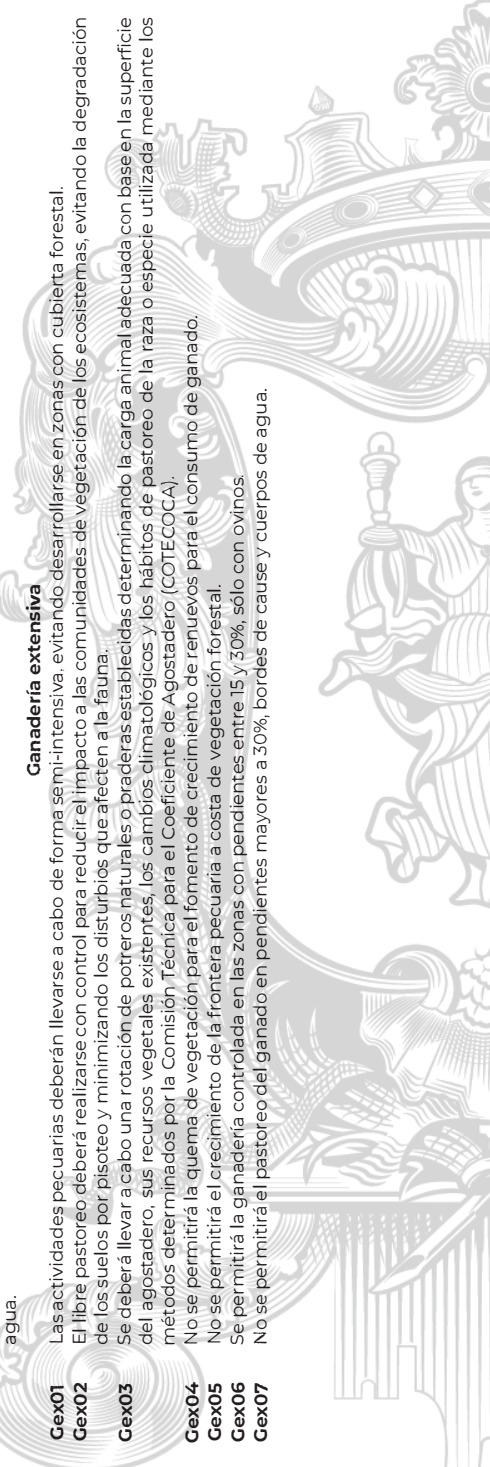 agua.
Ganadería extensiva
Gex01 Las actividades pecuarias deberán llevarse a cabo de forma semi-intensiva, evitando desarrollarse en zonas con cubierta forestal.
Gex02 El libre pastoreo deberá realizarse con control para reducir el impacto a las comunidades de vegetación de los ecosistemas, evitando la degradación
de los suelos por pisoteo y minimizando los disturbios que afecten a la fauna.
Gex03 Se deberá llevar a cabo una rotación de potreros naturales o praderas establecidas determinando la carga animal adecuada con base en la superficie
del agostadero, sus recursos vegetales existentes, los cambios climatológicos y los hábitos de pastoreo de la raza o especie utilizada mediante los
métodos determinados por la Comisión Técnica para el Coeficiente de Agostadero (COTECOCA).
Gex04 No se permitirá la quema de vegetación para el fomento de crecimiento de renuevos para el consumo de ganado.
Gex05 No se permitirá el crecimiento de la frontera pecuaria a costa de vegetación forestal.
Gex06 Se permitirá la ganadería controlada en las zonas con pendientes entre 15 y 30%, sólo con ovinos.
Gex07 No se permitirá el pastoreo del ganado en pendientes mayores a 30%, bordes de cause y cuerpos de agua.